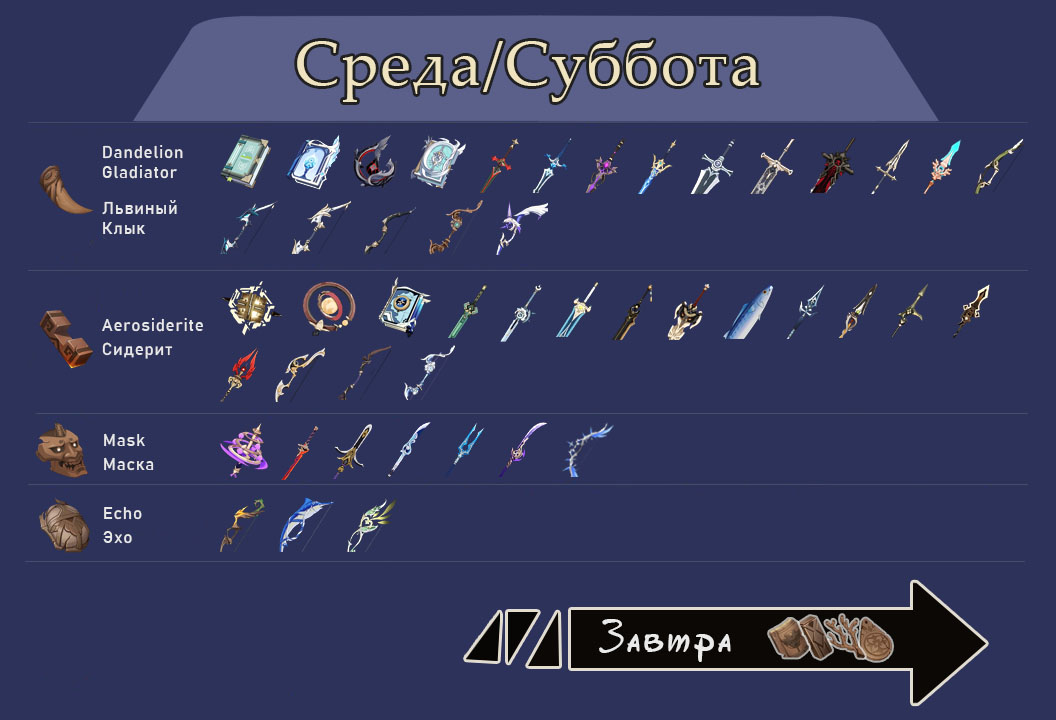 Среда/Суббота
Dandelion
Gladiator
Львиный
Клык
Aerosiderite
Сидерит
Mask
Маска
Echo
Эхо
Завтра